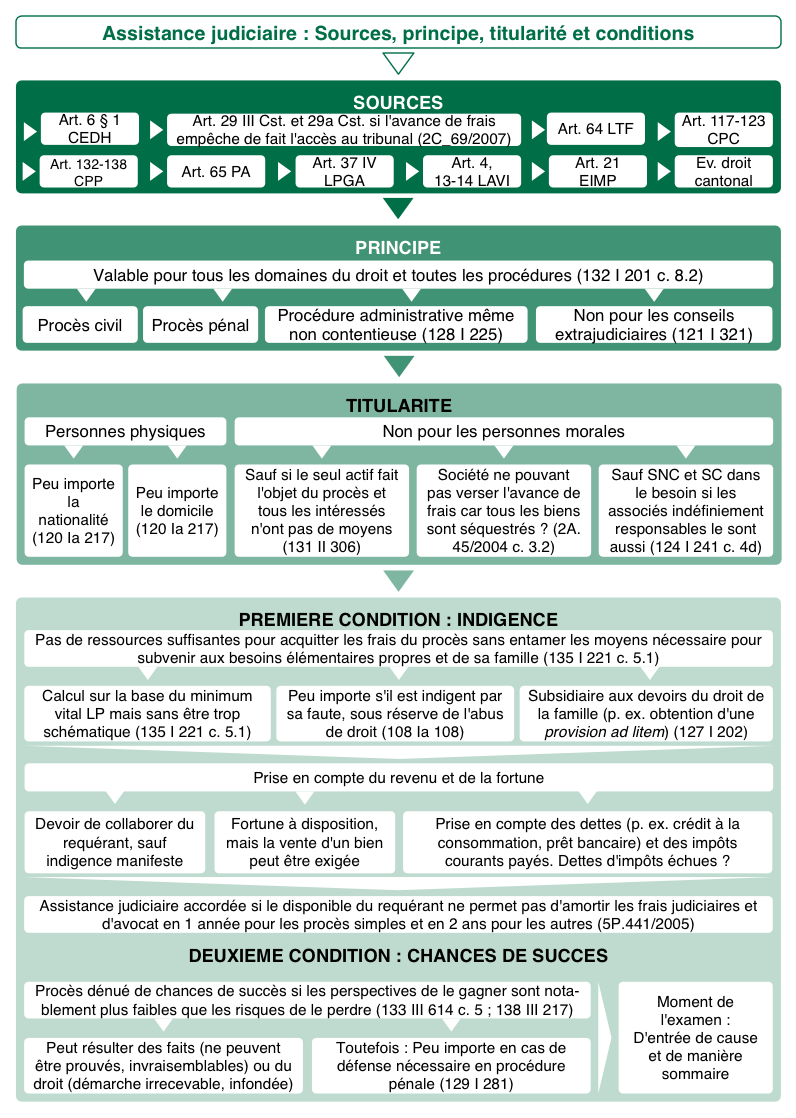 Assistance judiciaire : Sources, principe, titularité et conditions
SOURCES
Art. 6 § 1
CEDH
Art. 29 III Cst. et 29a Cst. si l'avance de frais
empêche de fait l'accès au tribunal (2C_69/2007)
Art. 64 LTF
Art. 117-123
CPC
Art. 132-138
CPP
Art. 65 PA
Art. 37 IV
LPGA
Art. 4,
13-14 LAVI
Art. 21
EIMP
Ev. droit
cantonal
PRINCIPE
Valable pour tous les domaines du droit et toutes les procédures (132 I 201 c. 8.2)
Procès civil
Procès pénal
Procédure administrative même
non contentieuse (128 I 225)
Non pour les conseils
extrajudiciaires (121 I 321)
TITULARITE
Personnes physiques
Non pour les personnes morales
Peu importe
la
nationalité
(120 Ia 217)
Peu importe
le domicile
(120 Ia 217)
Sauf si le seul actif fait
l'objet du procès et
tous les intéressés
n'ont pas de moyens
(131 II 306)
Société ne pouvant
pas verser l'avance de
frais car tous les biens
sont séquestrés ? (2A.
45/2004 c. 3.2)
Sauf SNC et SC dans
le besoin si les
associés indéfiniement
responsables le sont
aussi (124 I 241 c. 4d)
PREMIERE CONDITION : INDIGENCE
Pas de ressources suffisantes pour acquitter les frais du procès sans entamer les moyens nécessaire pour
subvenir aux besoins élémentaires propres et de sa famille (135 I 221 c. 5.1)
Calcul sur la base du minimum
vital LP mais sans être trop
schématique (135 I 221 c. 5.1)
Peu importe s'il est indigent par
sa faute, sous réserve de l'abus
de droit (108 Ia 108)
Subsidiaire aux devoirs du droit de
la famille (p. ex. obtention d'une
provision ad litem) (127 I 202)
Prise en compte du revenu et de la fortune
Devoir de collaborer du
requérant, sauf
indigence manifeste
Fortune à disposition,
mais la vente d'un bien
peut être exigée
Prise en compte des dettes (p. ex. crédit à la
consommation, prêt bancaire) et des impôts
courants payés. Dettes d'impôts échues ?
Assistance judiciaire accordée si le disponible du requérant ne permet pas d'amortir les frais judiciaires et
d'avocat en 1 année pour les procès simples et en 2 ans pour les autres (5P.441/2005)
DEUXIEME CONDITION : CHANCES DE SUCCES
Procès dénué de chances de succès si les perspectives de le gagner sont nota-
blement plus faibles que les risques de le perdre (133 III 614 c. 5 ; 138 III 217)
Peut résulter des faits (ne peuvent
être prouvés, invraisemblables) ou du
droit (démarche irrecevable, infondée)
Toutefois : Peu importe en cas de
défense nécessaire en procédure
pénale (129 I 281)
Moment de
l'examen :
D'entrée de cause
et de manière
sommaire